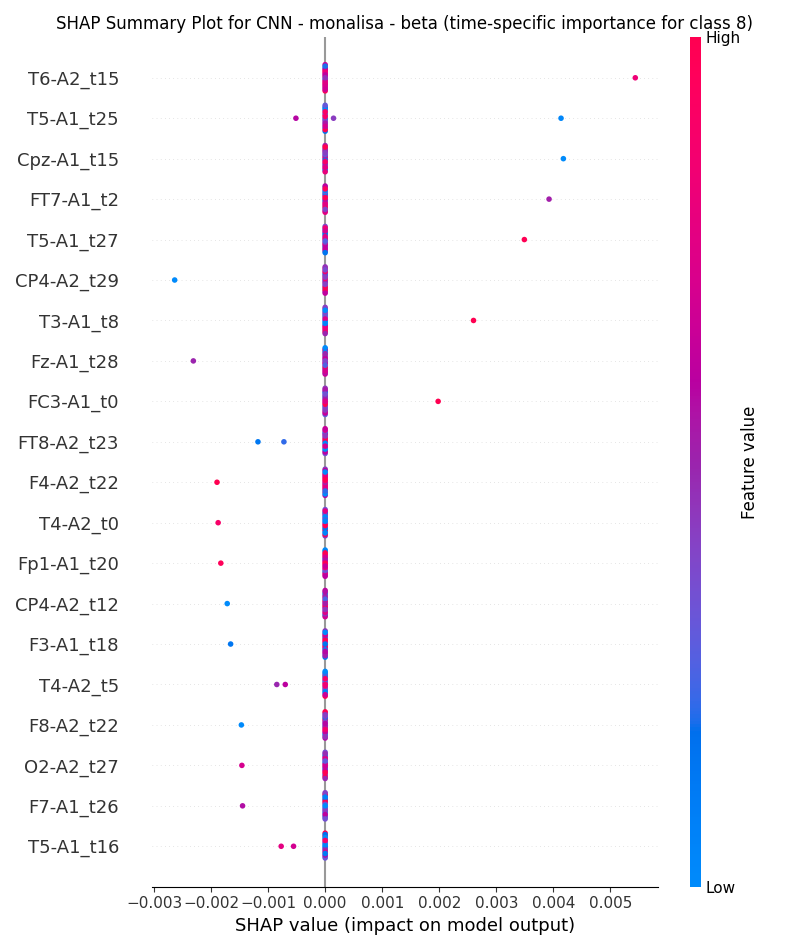 SHAP Summary Plot for CNN - monalisa - beta (time-specific importance for class 8)
High
T6-A2_t15
T5-A1_t25
Cpz-A1_t15
FT7-A1_t2
T5-A1_t27
CP4-A2_t29
T3-A1_t8
Fz-A1_t28
FC3-A1_t0
FT8-A2_t23
F4-A2_t22
T4-A2_t0
Fp1-A1_t20
CP4-A2_t12
F3-A1_t18
T4-A2_t5
F8-A2_t22
O2-A2_t27
F7-A1_t26
T5-A1_t16
Feature value
Low
−0.003 −0.002 −0.001 0.000 0.001 0.002 0.003 0.004 0.005
SHAP value (impact on model output)